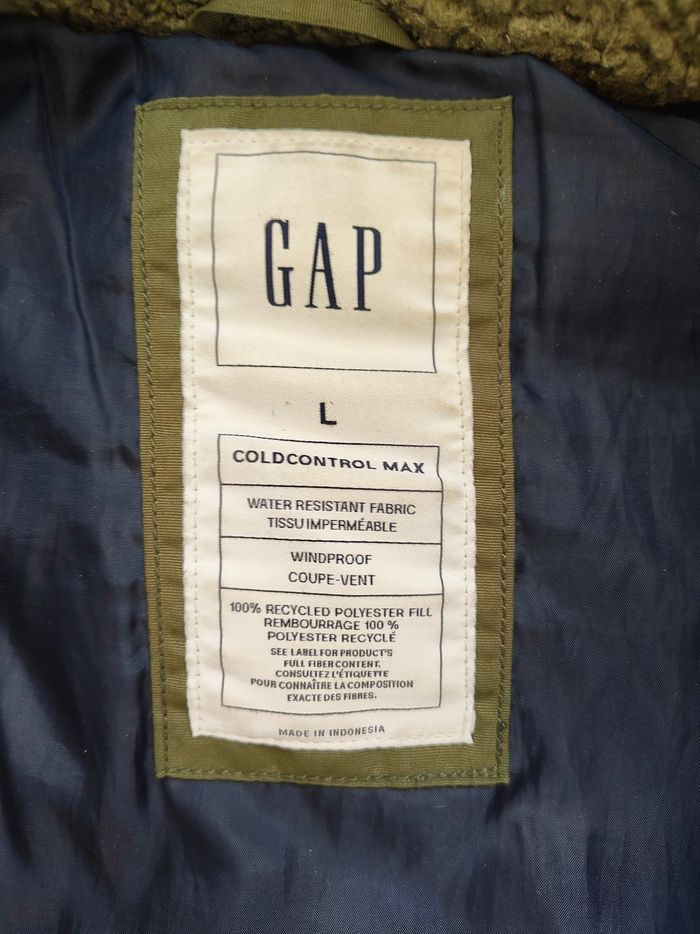 GAP
L
COLDCONTROL MAX
WATER RESISTANT FABRIC
TISSU IMPERMÉABLE
WINDPROOF
COUPE-VENT
100% RECYCLED POLYESTER FILL
REMBOURRAGE 100 %
POLYESTER RECYCLÉ
SEE LABEL FOR PRODUCT'S
FULL FIBER CONTENT.
CONSULTEZ L'ÉTIQUETTE
POUR CONNAÎTRE LA COMPOSITION
EXACTE DES FIBRES.
MADE IN INDONESIA